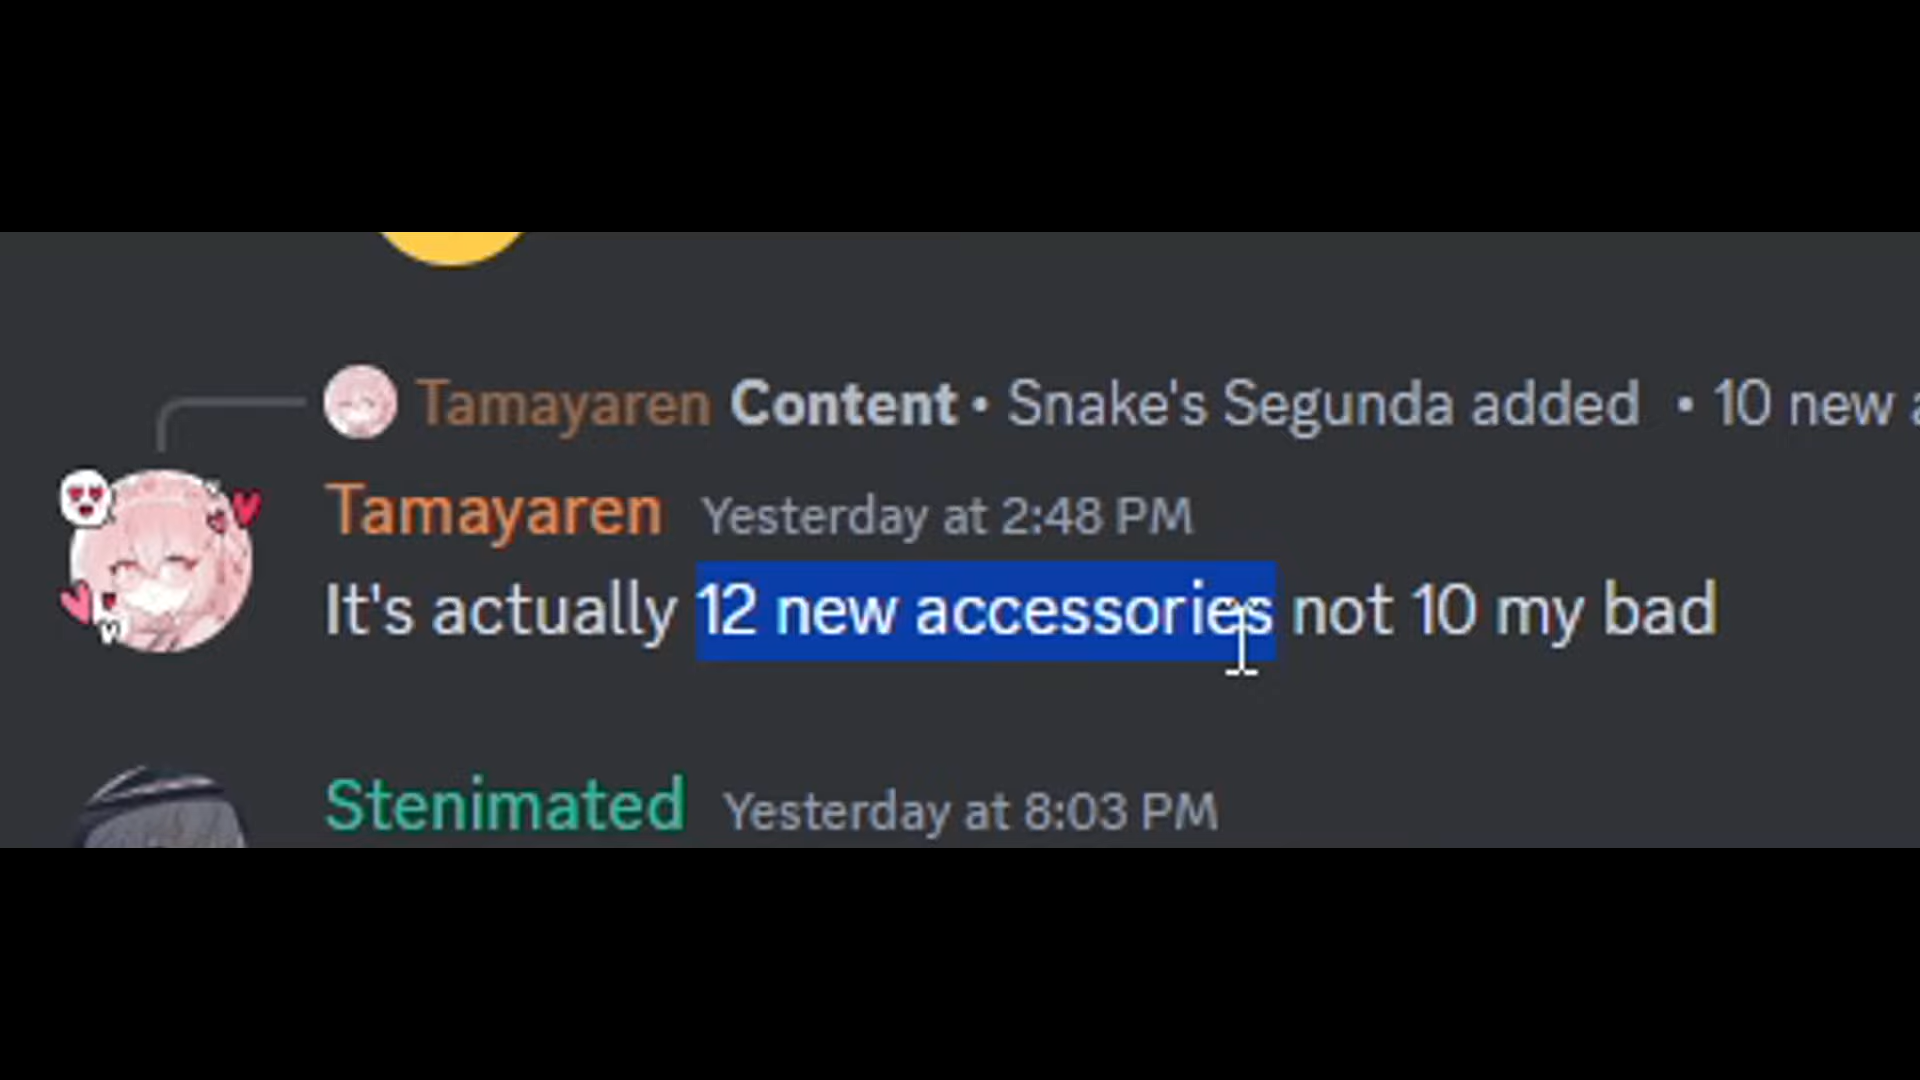 Tamayaren Content • Snake's Segunda added • 10 new
Tamayaren Yesterday at 2:48 PM
It's actually 12 new accessories not 10 my bad
Stenimated Yesterday at 8:03 PM